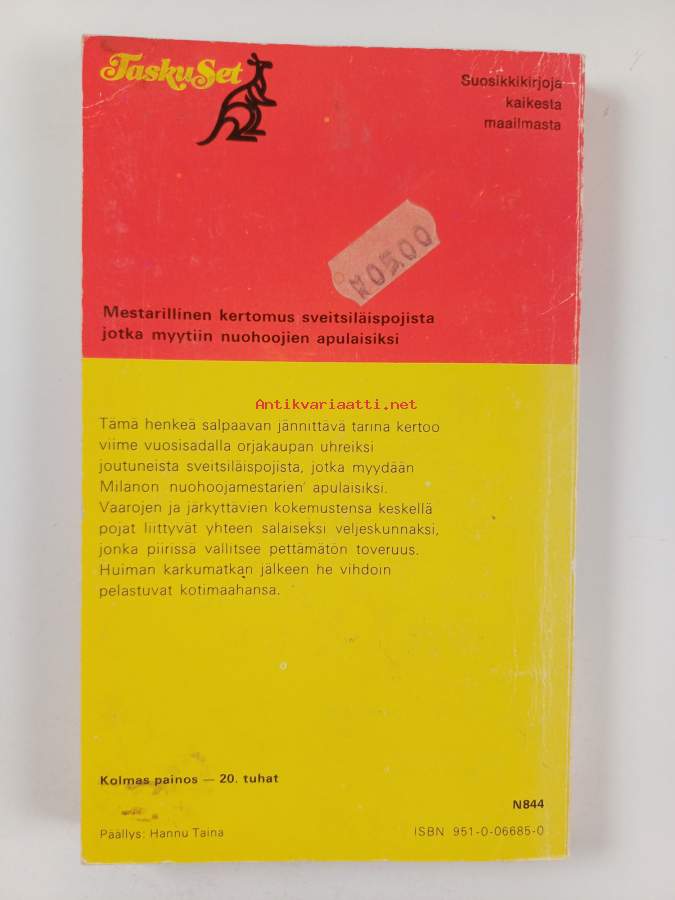 TaskuSet
Suosikkikirjoja
kaikesta
maailmasta
Mestarillinen kertomus sveitsiläispojista
jotka myytiin nuohoojien apulaisiksi
Antikvariaatti.net
Tämä henkeä salpaavan jännittävä tarina kertoo
viime vuosisadalla orjakaupan uhreiksi
joutuneista sveitsiläispojista, jotka myydään
Milanon nuohoojamestarien apulaisiksi.
Vaarojen ja järkyttävien kokemustensa keskellä
pojat liittyvät yhteen salaiseksi veljeskunnaksi,
jonka piirissä vallitsee pettämätön toveruus.
Huiman karkumatkan jälkeen he vihdoin
pelastuvat kotimaahansa.
Kolmas painos — 20. tuhat
N844
Päällys: Hannu Taina
ISBN 951-0-06685-0